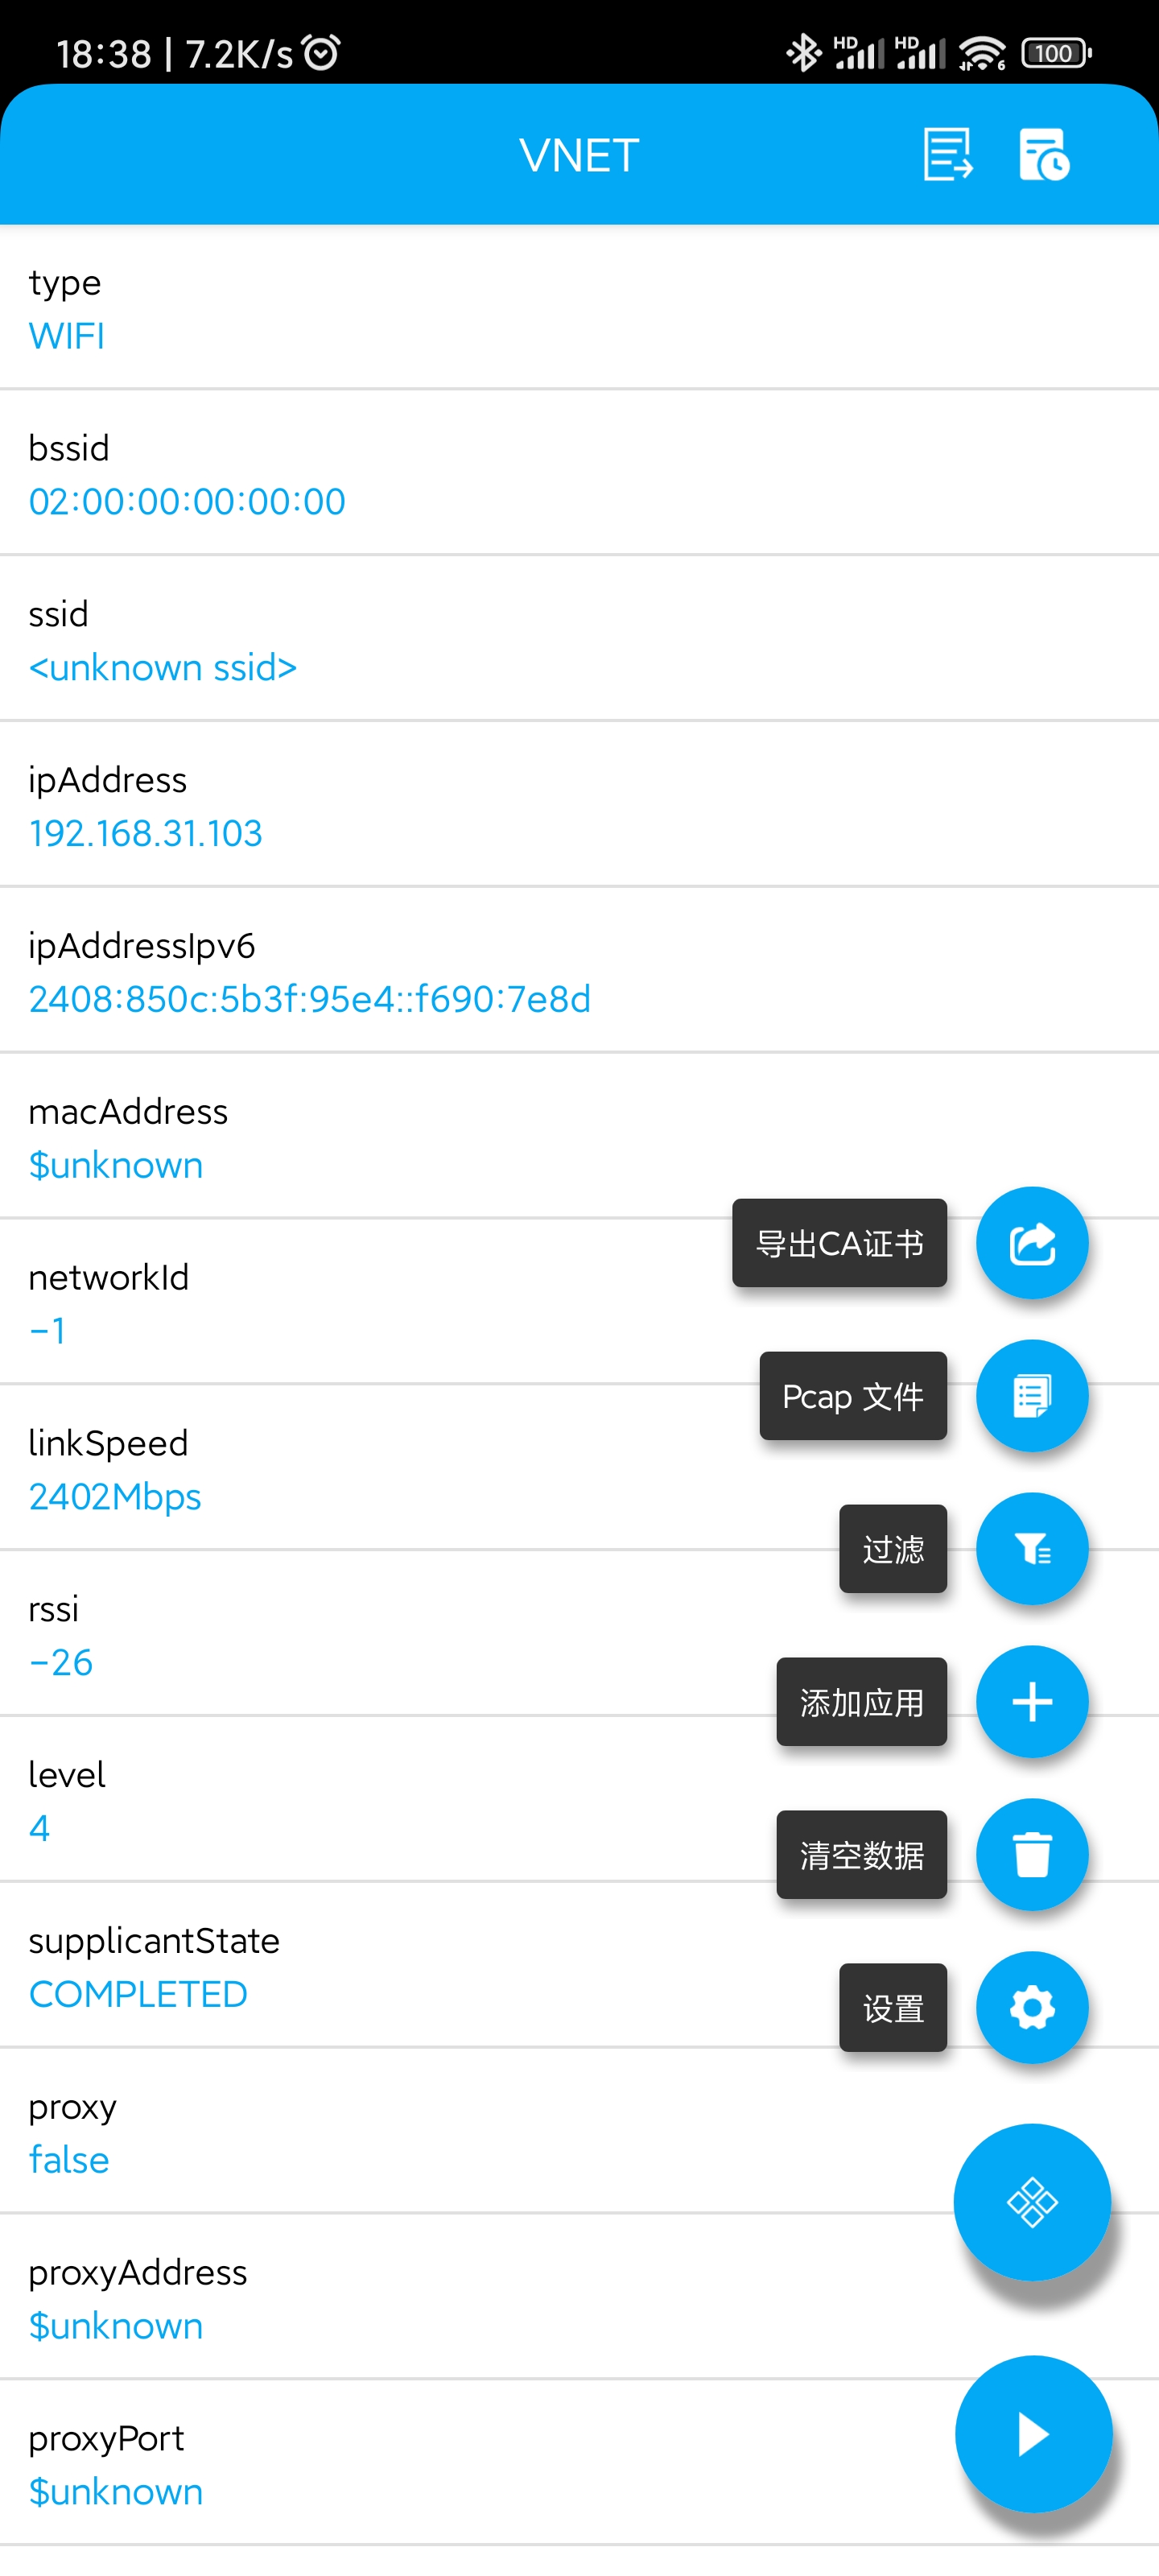 18:38 | 7.2K/s
HD HD 6 100
VNET
type
WIFI
bssid
02:00:00:00:00:00
ssid
<unknown ssid>
ipAddress
192.168.31.103
ipAddressIpv6
2408:850c:5b3f:95e4::f690:7e8d
macAddress
$unknown
导出CA证书
networkId
-1
Pcap 文件
linkSpeed
2402Mbps
过滤
rssi
-26
添加应用
level
4
清空数据
supplicantState
COMPLETED
设置
proxy
false
proxyAddress
$unknown
proxyPort
$unknown